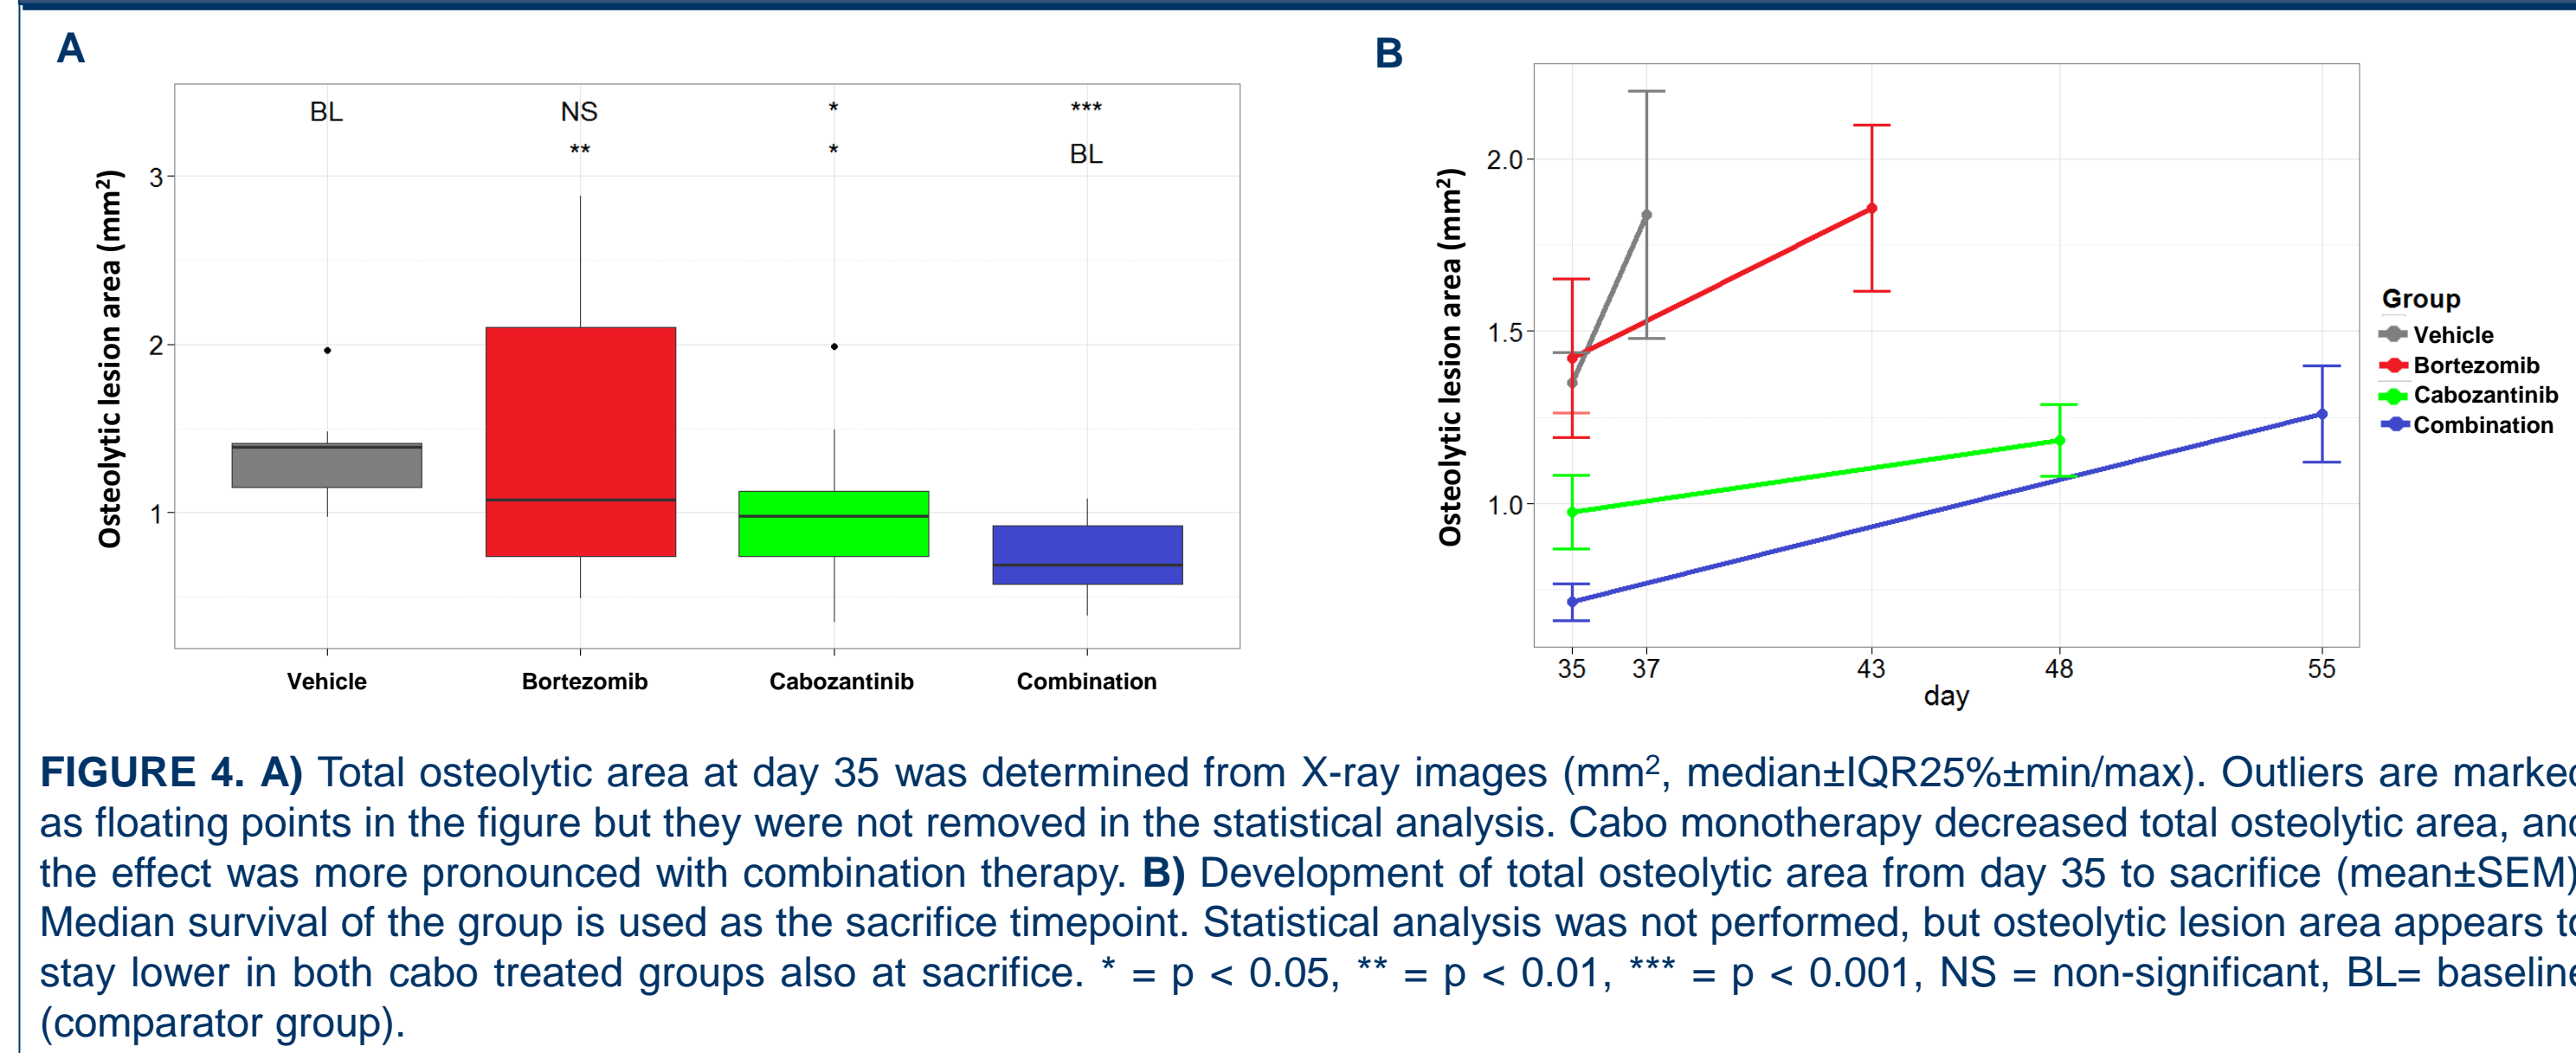 A
BL NS * ***
** * BL
Osteolytic lesion area (mm²)
3
2
1
Vehicle Bortezomib Cabozantinib Combination
B
Osteolytic lesion area (mm²)
2.0
1.5
1.0
35 37 43 48 55
day
Group
Vehicle
Bortezomib
Cabozantinib
Combination
FIGURE 4. A) Total osteolytic area at day 35 was determined from X-ray images (mm², median±IQR25%±min/max). Outliers are marked
as floating points in the figure but they were not removed in the statistical analysis. Cabo monotherapy decreased total osteolytic area, and
the effect was more pronounced with combination therapy. B) Development of total osteolytic area from day 35 to sacrifice (mean±SEM)
Median survival of the group is used as the sacrifice timepoint. Statistical analysis was not performed, but osteolytic lesion area appears to
stay lower in both cabo treated groups also at sacrifice. * = p < 0.05, ** = p < 0.01, *** = p < 0.001, NS = non-significant, BL= baseline
(comparator group).